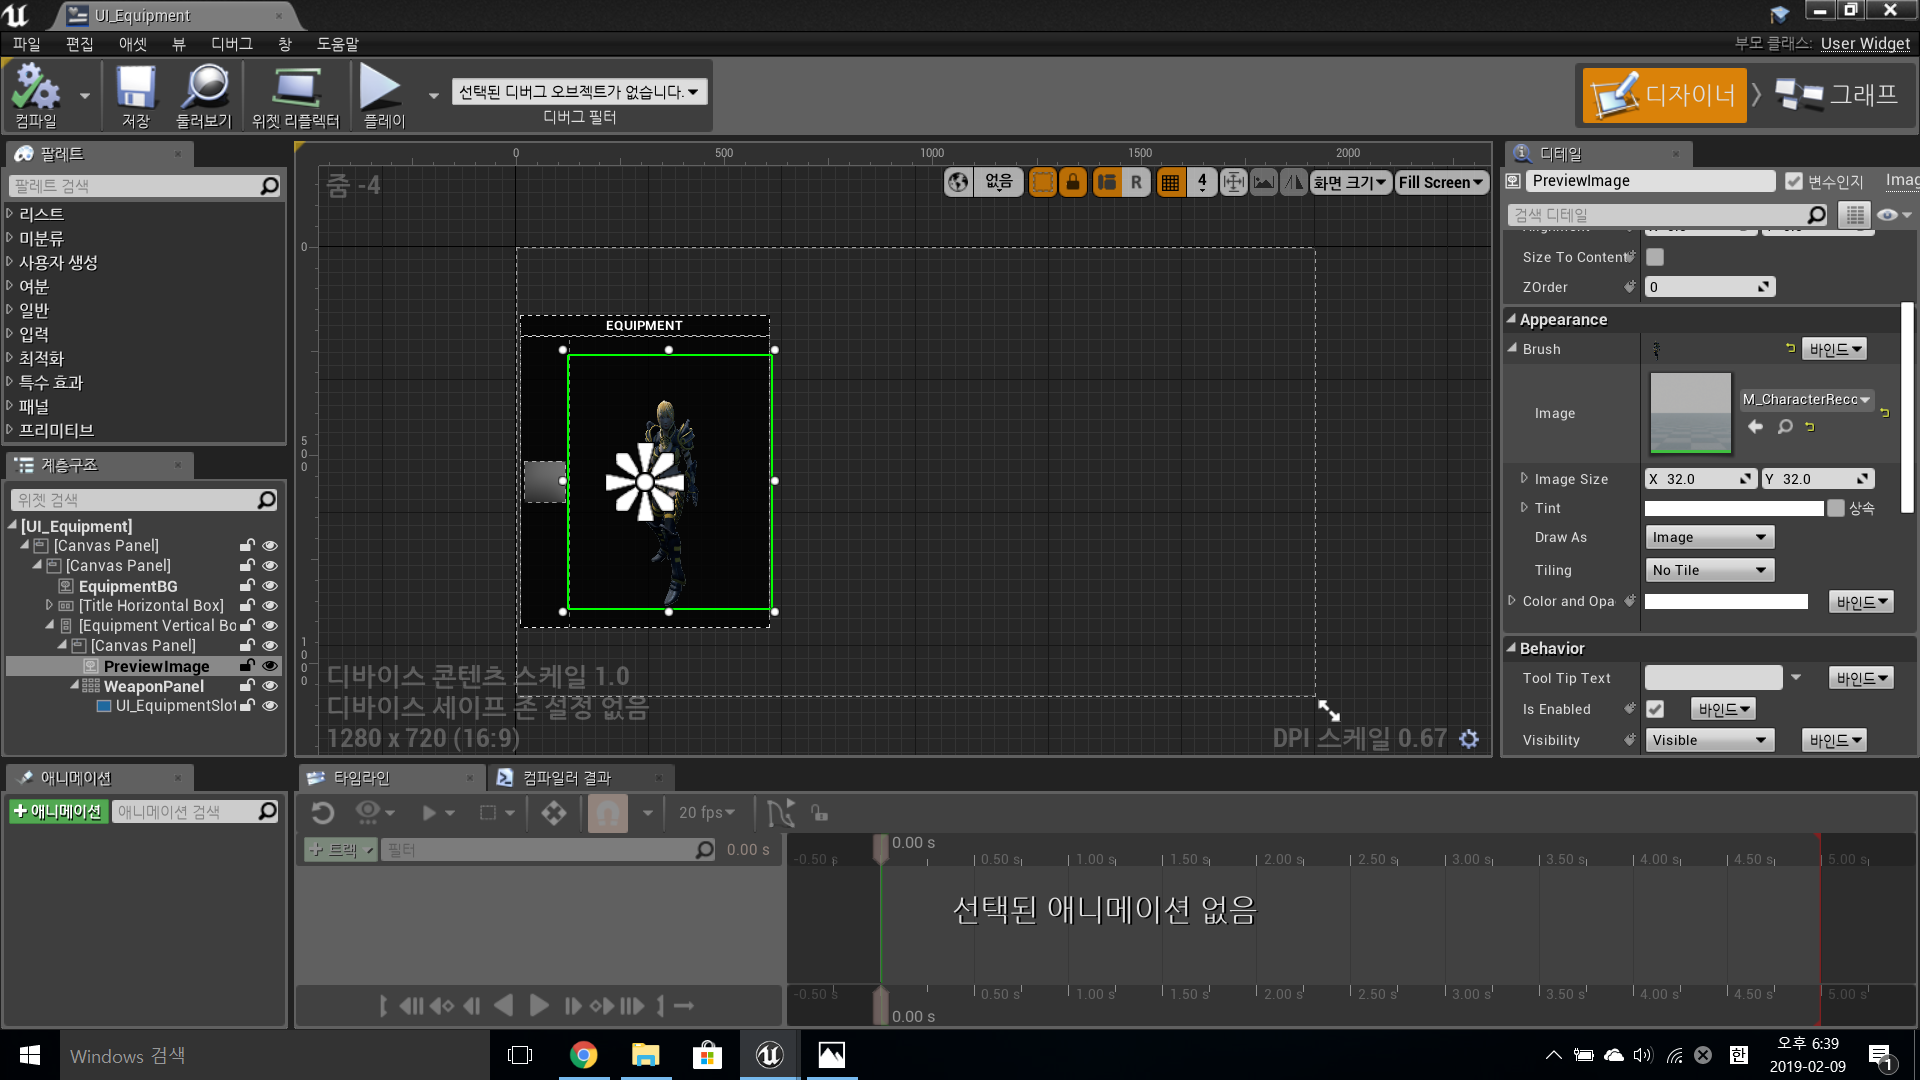 UI_Equipment
파일 편집 애셋 뷰 디버그 창 도움말
부모 클래스: User Widget
컴파일 저장 둘러보기 위젯 리플렉터 플레이
선택된 디버그 오브젝트가 없습니다.
디버그 필터
디자이너 그래프
팔레트
팔레트 검색
리스트
미분류
사용자 생성
여분
일반
입력
최적화
특수 효과
패널
프리미티브
계층구조
위젯 검색
[UI_Equipment]
[Canvas Panel]
[Canvas Panel]
EquipmentBG
[Title Horizontal Box]
[Equipment Vertical Bo
[Canvas Panel]
PreviewImage
WeaponPanel
UI_EquipmentSlot
줌 -4
0 500 1000 1500 2000
없음 R 4 화면 크기 Fill Screen
0
500
1000
EQUIPMENT
디바이스 콘텐츠 스케일 1.0
디바이스 세이프 존 설정 없음
1280 x 720 (16:9)
DPI 스케일 0.67
디테일
PreviewImage 변수인지 Imag
검색 디테일
Size To Content
ZOrder 0
Appearance
Brush 바인드
Image M_CharacterRecc
Image Size X 32.0 Y 32.0
Tint 상속
Draw As Image
Tiling No Tile
Color and Opa 바인드
Behavior
Tool Tip Text 바인드
Is Enabled 바인드
Visibility Visible 바인드
애니메이션
+애니메이션 애니메이션 검색
타임라인 컴파일러 결과
20 fps
+ 트랙 필터 0.00 s
0.00 s
-0.50 s 0.50 s 1.00 s 1.50 s 2.00 s 2.50 s 3.00 s 3.50 s 4.00 s 4.50 s 5.00 s
선택된 애니메이션 없음
-0.50 s 0.50 s 1.00 s 1.50 s 2.00 s 2.50 s 3.00 s 3.50 s 4.00 s 4.50 s 5.00 s
0.00 s
Windows 검색
한
오후 6:39
2019-02-09
1